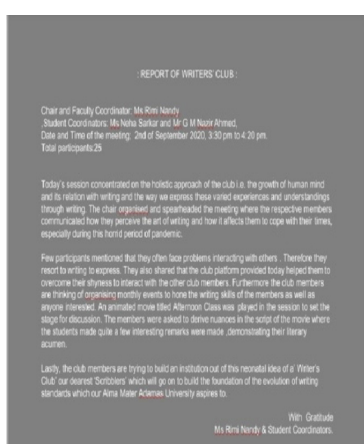 : REPORT OF WRITERS' CLUB :
Chair and Faculty Coordinator: Ms Rimi Nandy
,Student Coordinators: Ms Neha Sarkar and Mr G M Nazir Ahmed,
Date and Time of the meeting: 2nd of September 2020, 3:30 pm to 4:20 pm.
Total participants:25
Today's session concentrated on the holistic approach of the club i.e. the growth of human mind
and its relation with writing and the way we express these varied experiences and understandings
through writing. The chair organised and spearheaded the meeting where the respective members
communicated how they perceive the art of writing and how it affects them to cope with their times,
especially during this horrid period of pandemic.
Few participants mentioned that they often face problems interacting with others . Therefore they
resort to writing to express. They also shared that the club platform provided today helped them to
overcome their shyness to interact with the other club members. Furthermore the club members
are thinking of organising monthly events to hone the writing skills of the members as well as
anyone interested. An animated movie titled Afternoon Class was played in the session to set the
stage for discussion. The members were asked to derive nuances in the script of the movie where
the students made quite a few interesting remarks were made ,demonstrating their literary
acumen.
Lastly, the club members are trying to build an institution out of this neonatal idea of a' Winter's
Club' our dearest 'Scribblers' which will go on to build the foundation of the evolution of writing
standards which our Alma Mater Adamas University aspires to.
With Gratitude
Ms Rimi Nandy & Student Coordinators.